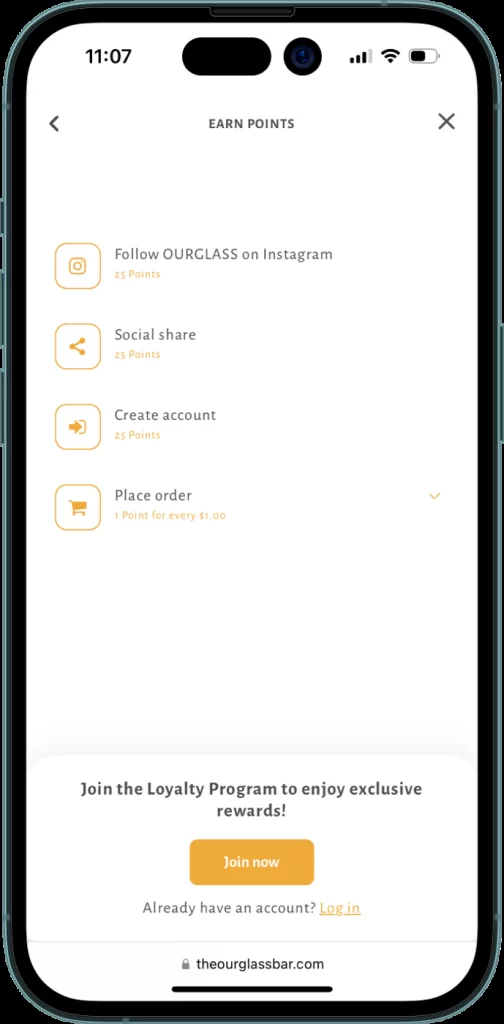 11:07
EARN POINTS
Follow OURGLASS on Instagram
25 Points
Social share
25 Points
Create account
25 Points
Place order
1 Point for every $1.00
Join the Loyalty Program to enjoy exclusive
rewards!
Join now
Already have an account? Log in
theourglassbar.com